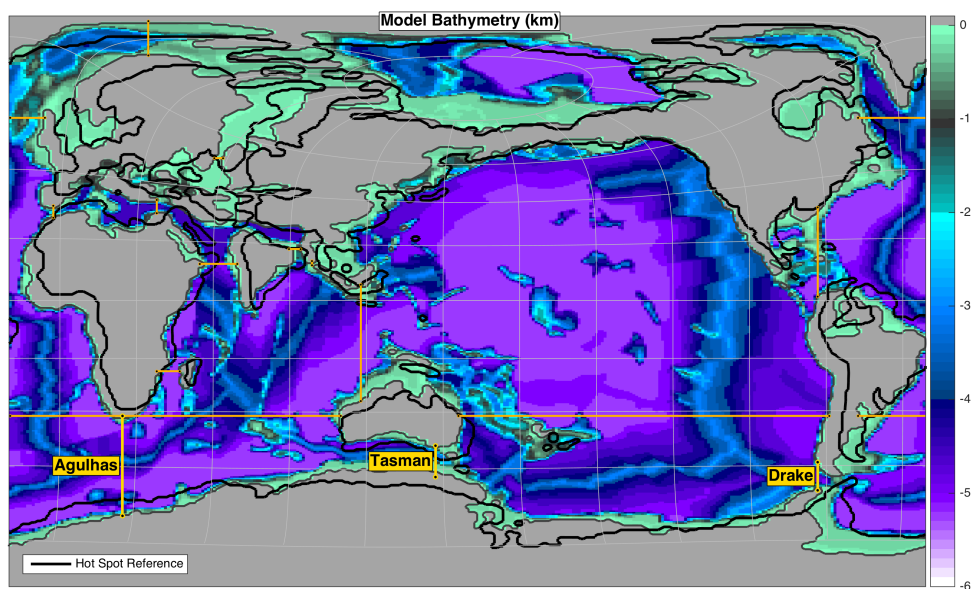 Model Bathymetry (km)
0
-1
-2
-3
-4
-5
-6
Agulhas
Tasman
Drake
Hot Spot Reference